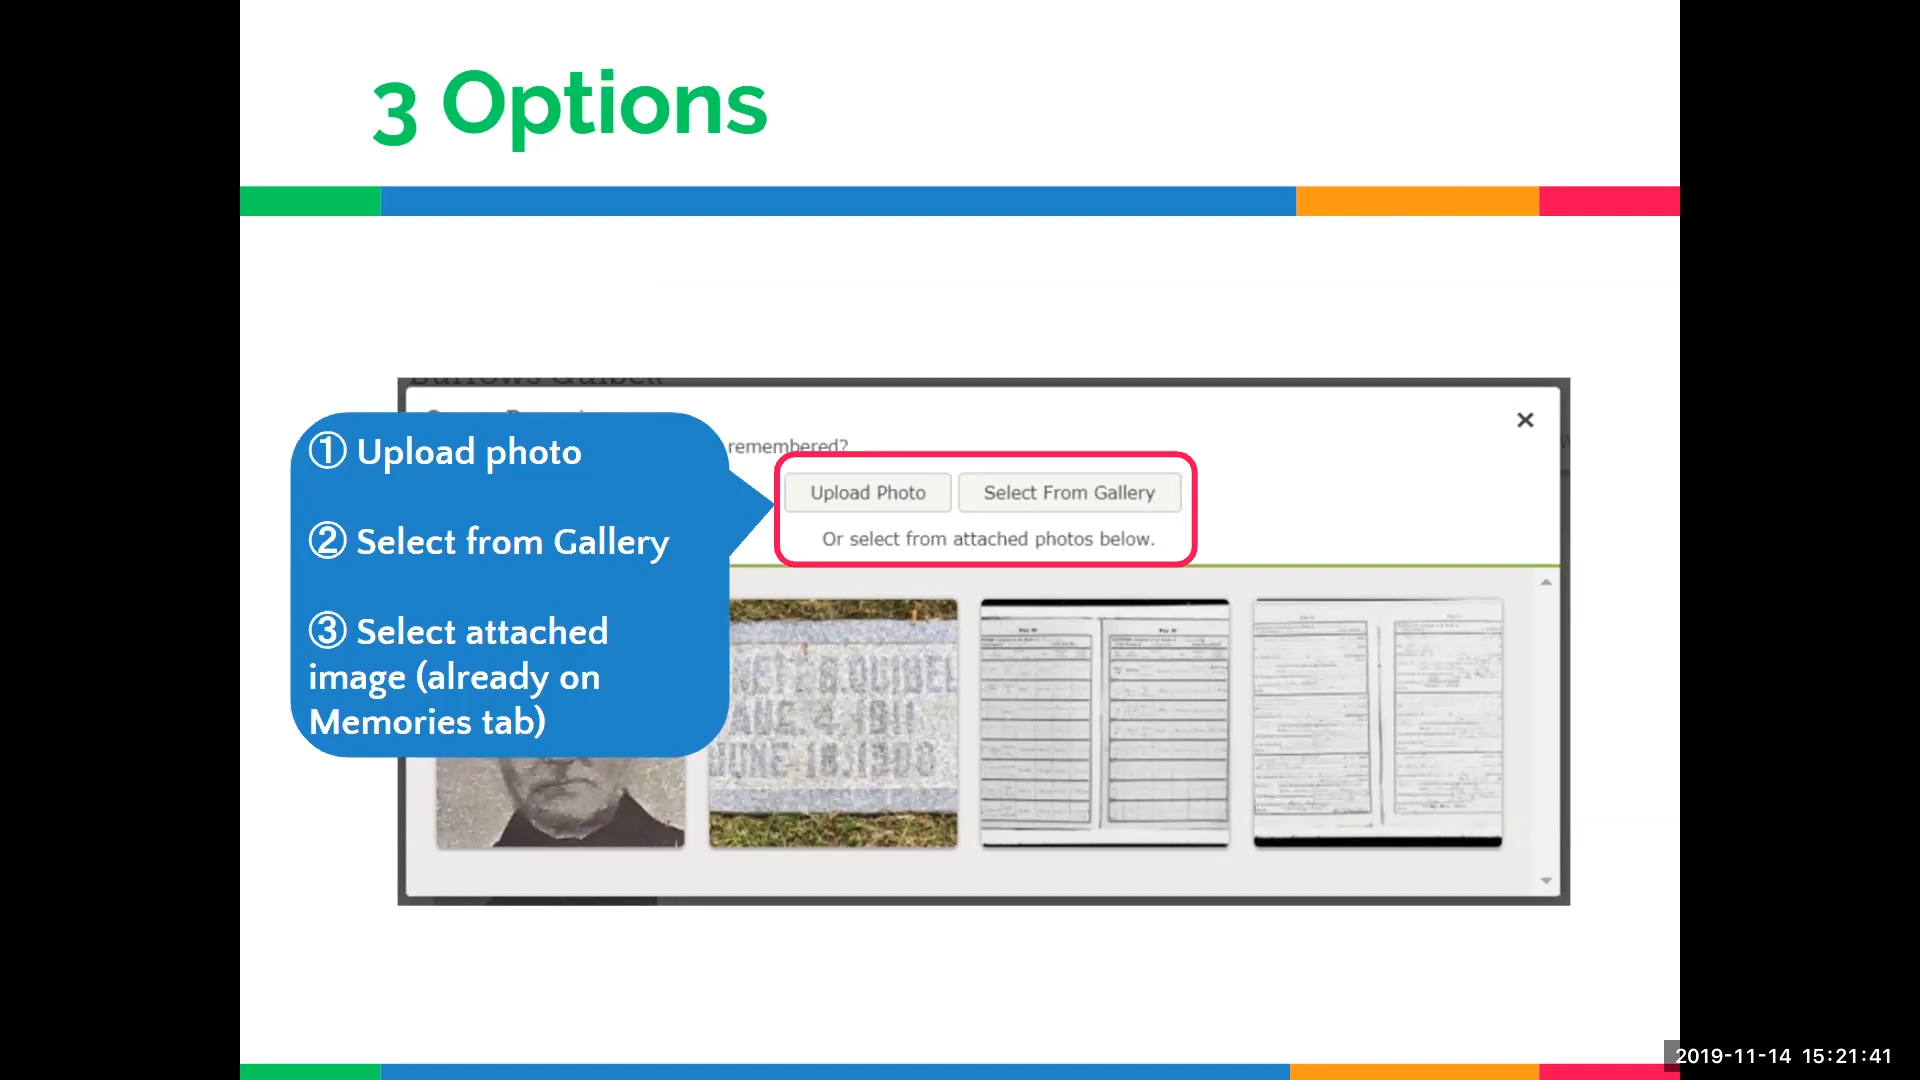 3 Options
① Upload photo
② Select from Gallery
③ Select attached
image (already on
Memories tab)
remembered?
Upload Photo
Select From Gallery
Or select from attached photos below.
2019-11-14 15:21:41